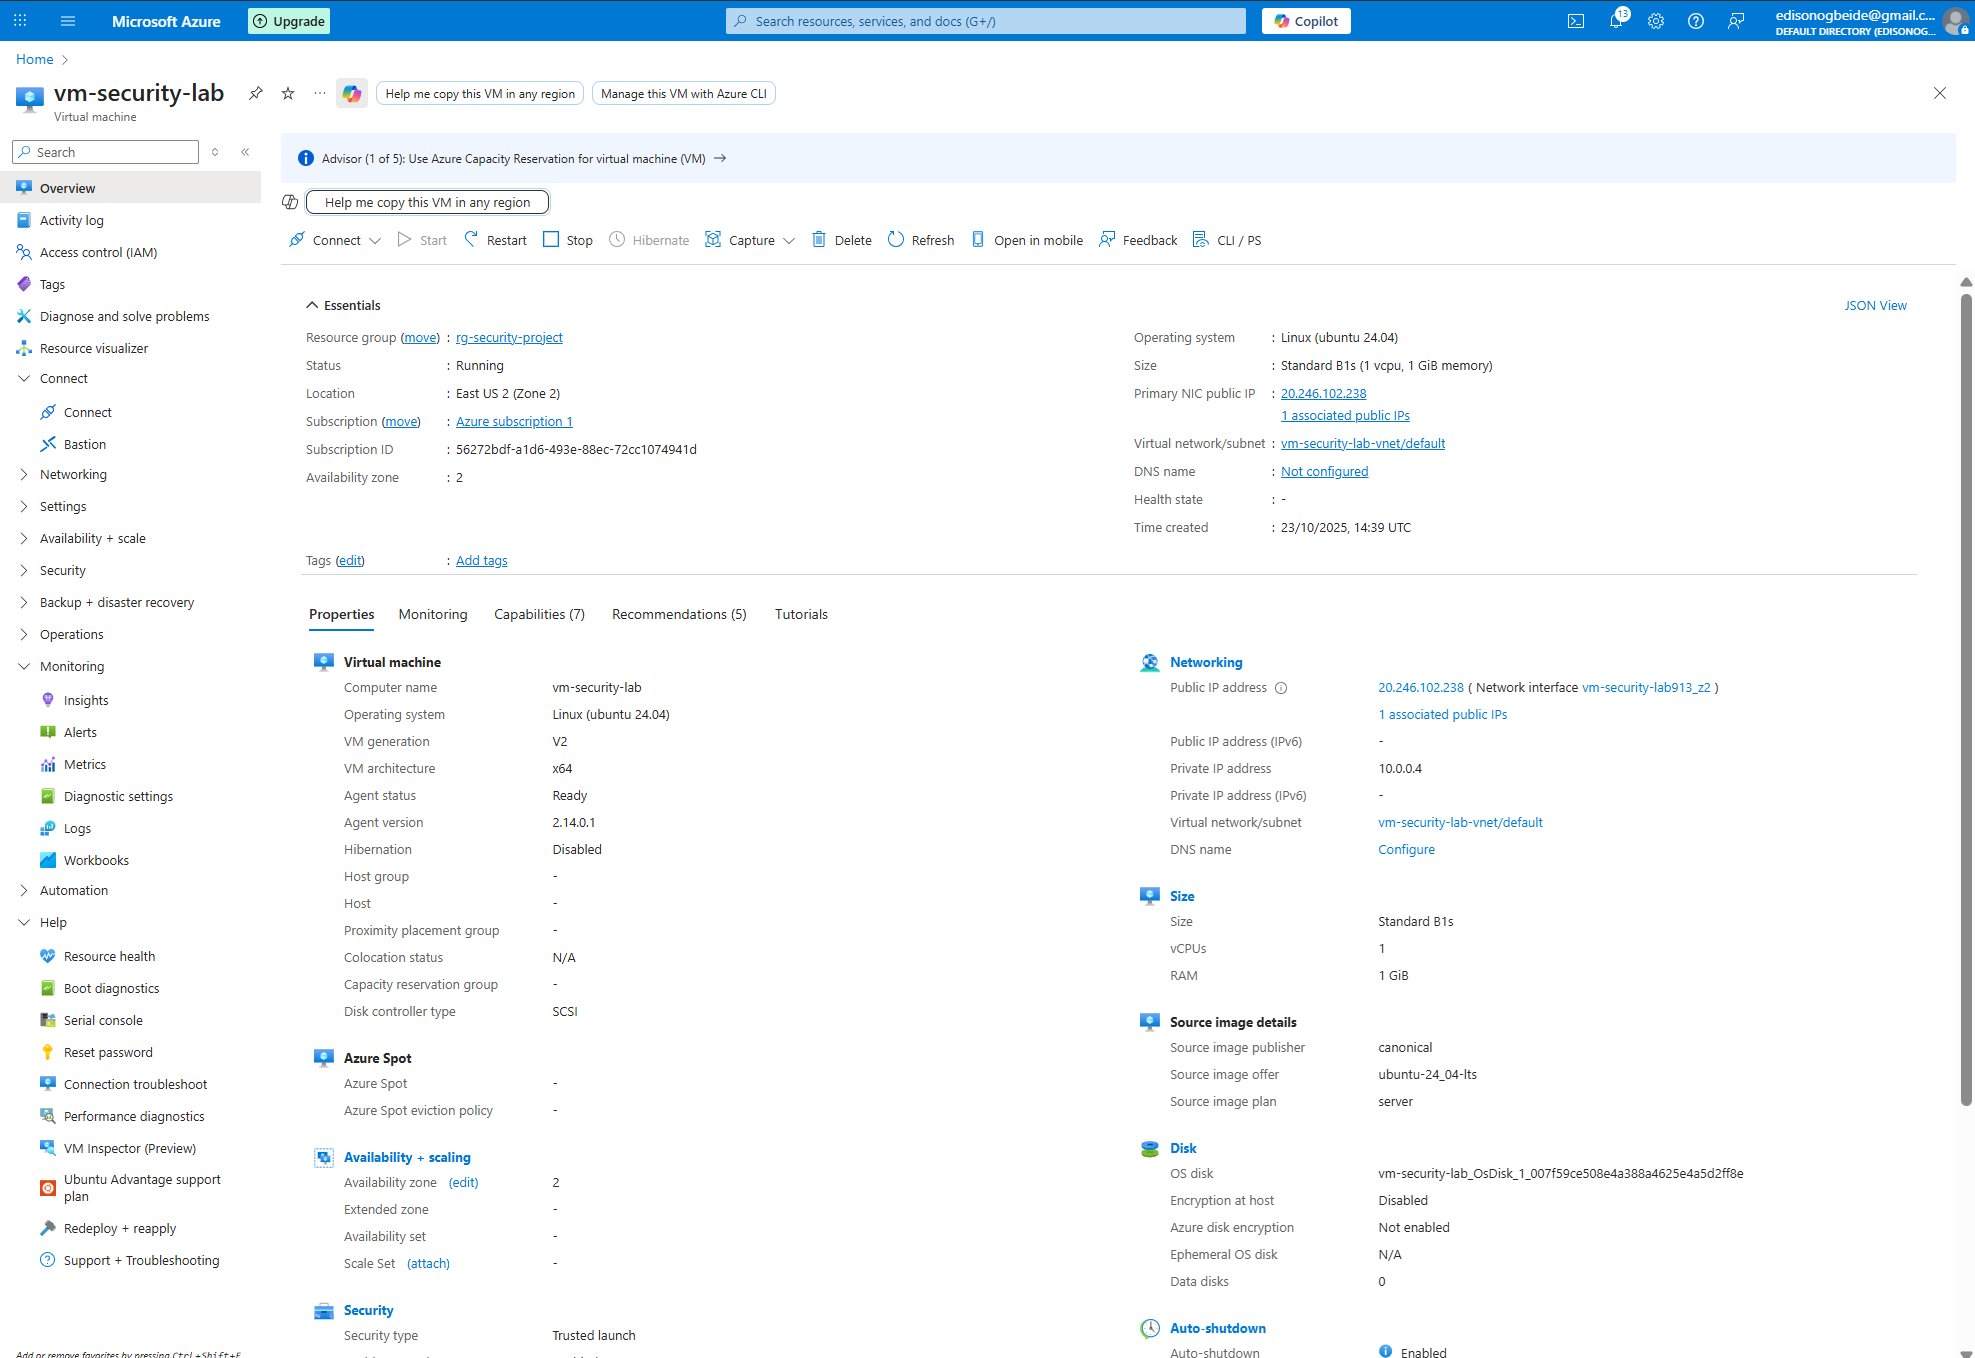 Microsoft Azure
Upgrade
Search resources, services, and docs (G+/)
Copilot
13
edisonogbeide@gmail.c...
DEFAULT DIRECTORY (EDISONOG...
Home
vm-security-lab
Virtual machine
Help me copy this VM in any region
Manage this VM with Azure CLI
Search
Overview
Activity log
Access control (IAM)
Tags
Diagnose and solve problems
Resource visualizer
Connect
Connect
Bastion
Networking
Settings
Availability + scale
Security
Backup + disaster recovery
Operations
Monitoring
Insights
Alerts
Metrics
Diagnostic settings
Logs
Workbooks
Automation
Help
Resource health
Boot diagnostics
Serial console
Reset password
Connection troubleshoot
Performance diagnostics
VM Inspector (Preview)
Ubuntu Advantage support
plan
Redeploy + reapply
Support + Troubleshooting
Add or remove favorites by pressing Ctrl+Shift+F
Advisor (1 of 5): Use Azure Capacity Reservation for virtual machine (VM) →
Help me copy this VM in any region
Connect Start Restart Stop Hibernate Capture Delete Refresh Open in mobile Feedback CLI / PS
Essentials
JSON View
Resource group (move) : rg-security-project
Status : Running
Location : East US 2 (Zone 2)
Subscription (move) : Azure subscription 1
Subscription ID : 56272bdf-a1d6-493e-88ec-72cc1074941d
Availability zone : 2
Operating system : Linux (ubuntu 24.04)
Size : Standard B1s (1 vcpu, 1 GiB memory)
Primary NIC public IP : 20.246.102.238
1 associated public IPs
Virtual network/subnet : vm-security-lab-vnet/default
DNS name : Not configured
Health state : -
Time created : 23/10/2025, 14:39 UTC
Tags (edit) : Add tags
Properties Monitoring Capabilities (7) Recommendations (5) Tutorials
Virtual machine
Computer name vm-security-lab
Operating system Linux (ubuntu 24.04)
VM generation V2
VM architecture x64
Agent status Ready
Agent version 2.14.0.1
Hibernation Disabled
Host group -
Host -
Proximity placement group -
Colocation status N/A
Capacity reservation group -
Disk controller type SCSI
Azure Spot
Azure Spot -
Azure Spot eviction policy -
Availability + scaling
Availability zone (edit) 2
Extended zone -
Availability set -
Scale Set (attach) -
Security
Security type Trusted launch
Networking
Public IP address 20.246.102.238 ( Network interface vm-security-lab913_z2 )
1 associated public IPs
Public IP address (IPv6) -
Private IP address 10.0.0.4
Private IP address (IPv6) -
Virtual network/subnet vm-security-lab-vnet/default
DNS name Configure
Size
Size Standard B1s
vCPUs 1
RAM 1 GiB
Source image details
Source image publisher canonical
Source image offer ubuntu-24_04-lts
Source image plan server
Disk
OS disk vm-security-lab_OsDisk_1_007f59ce508e4a388a4625e4a5d2ff8e
Encryption at host Disabled
Azure disk encryption Not enabled
Ephemeral OS disk N/A
Data disks 0
Auto-shutdown
Auto-shutdown Enabled